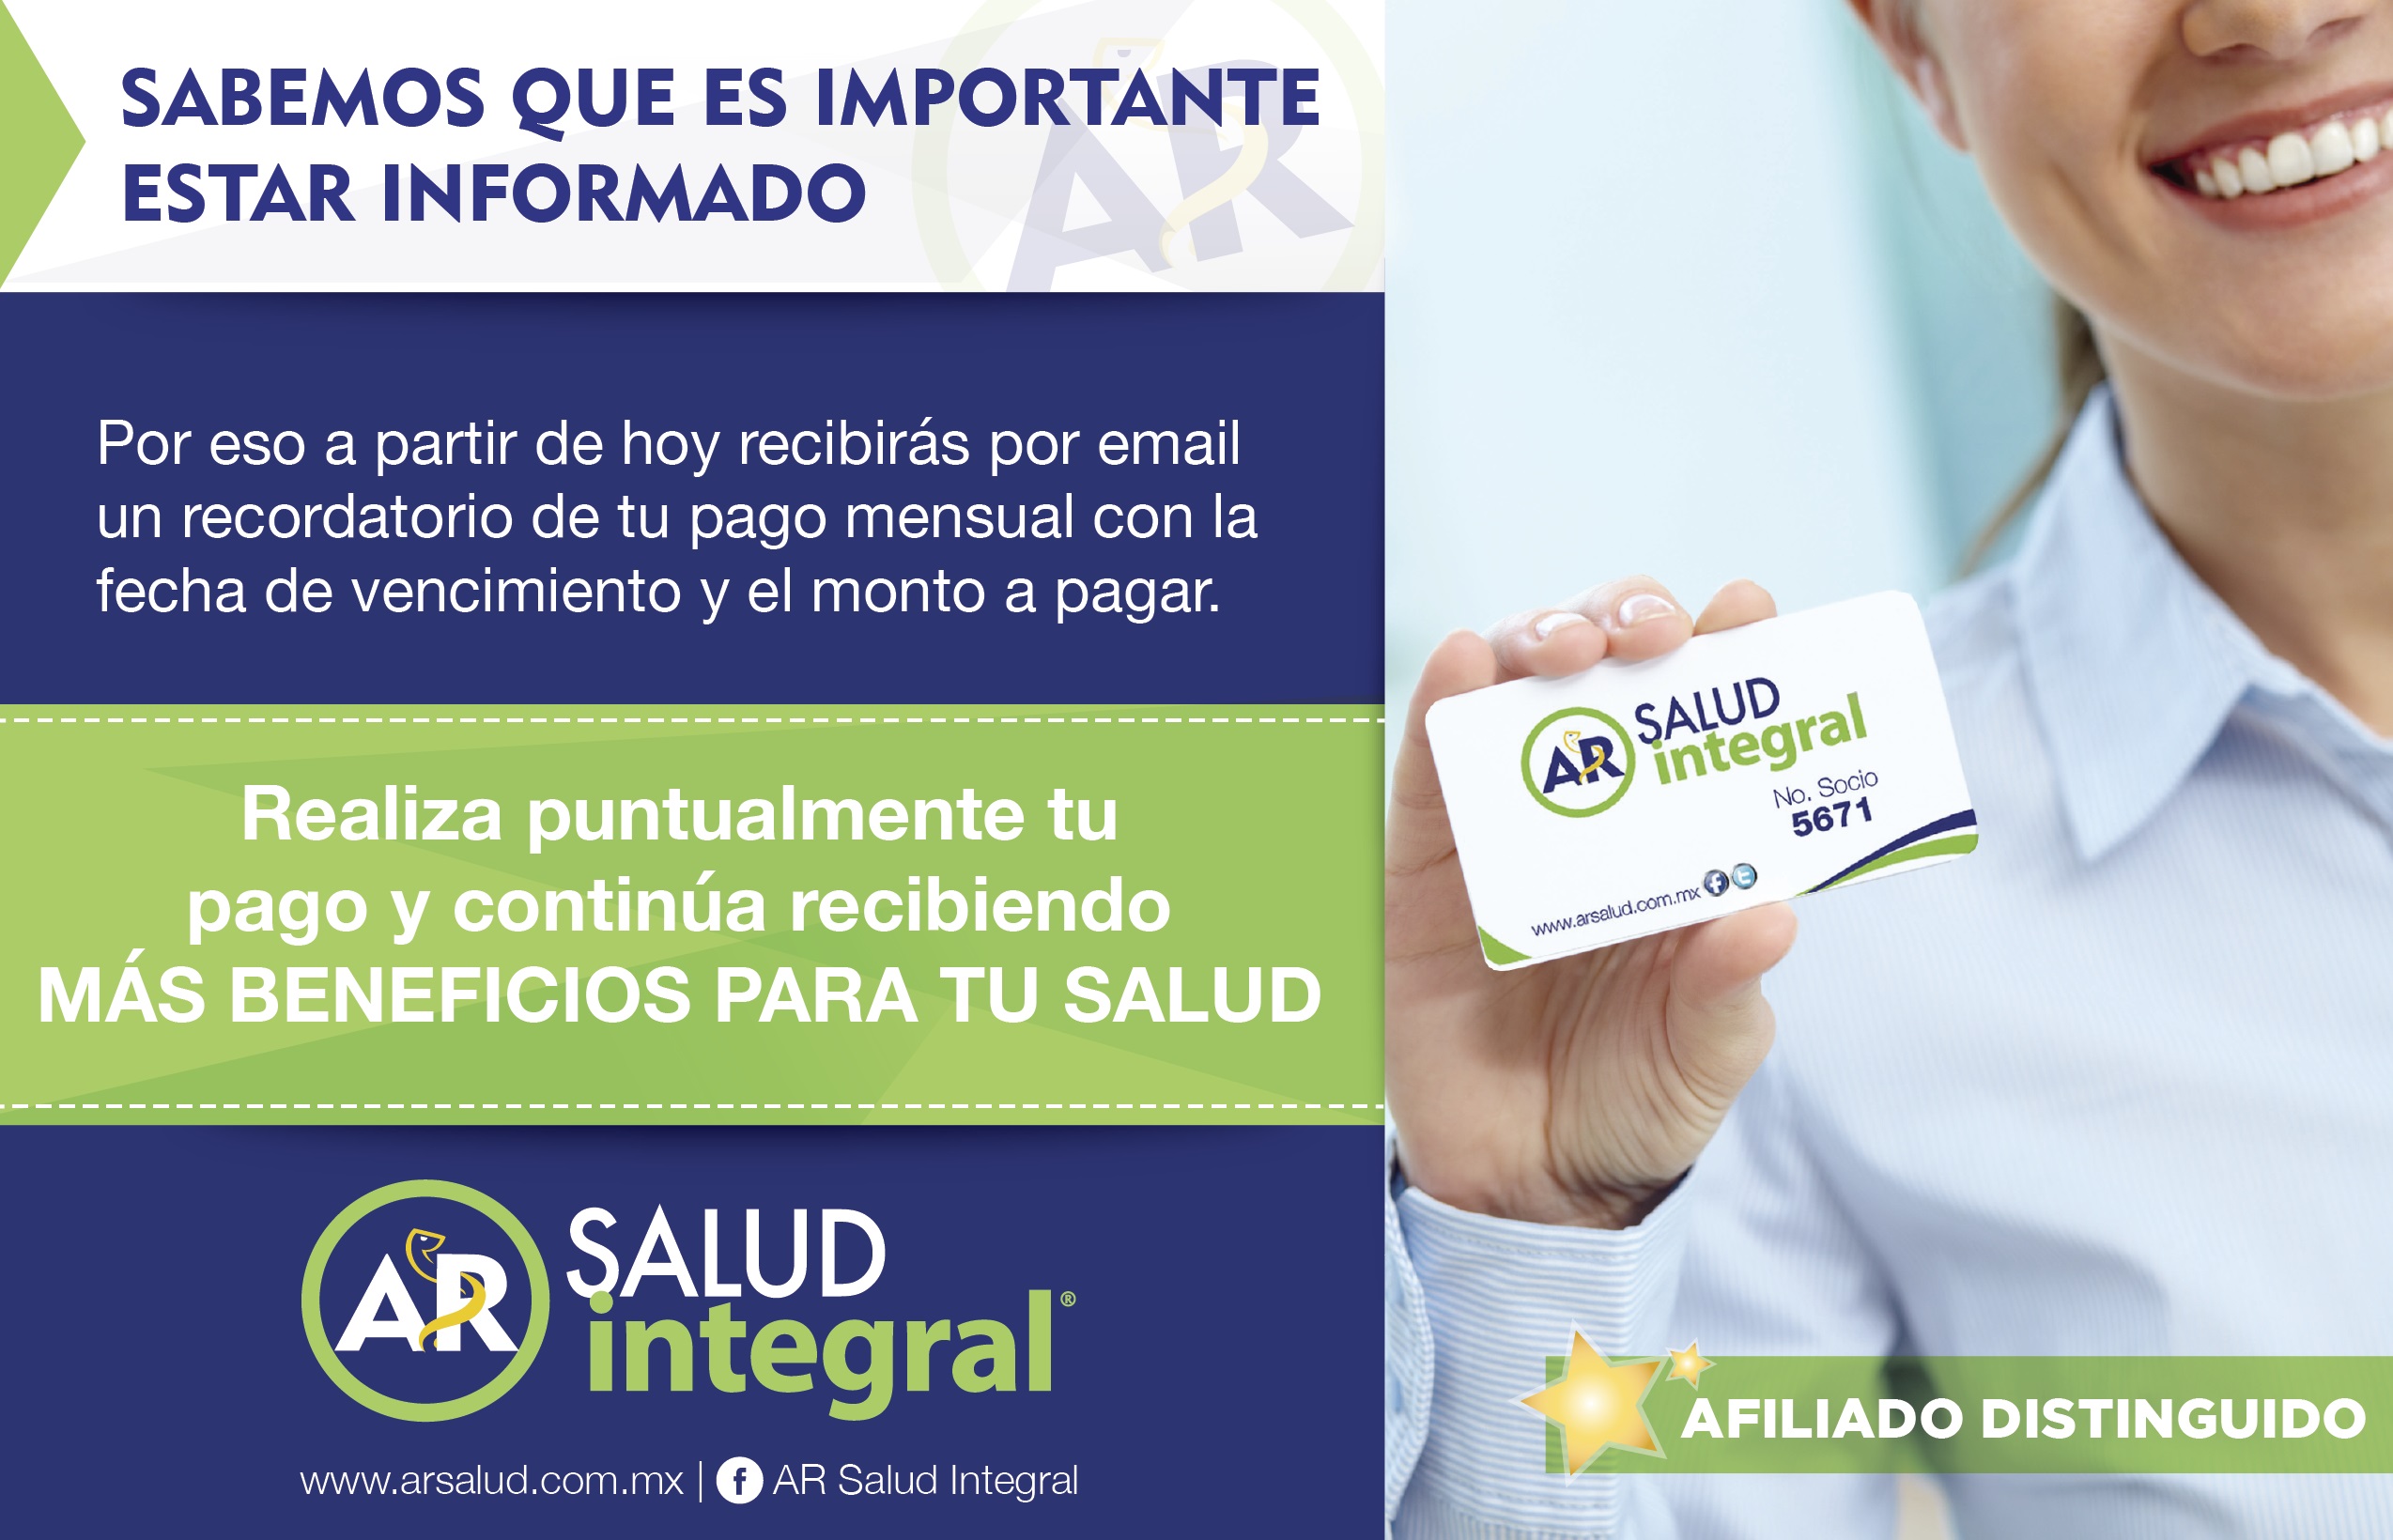 SABEMOS QUE ES IMPORTANTE
ESTAR INFORMADO
AR
Por eso a partir de hoy recibirás por email
un recordatorio de tu pago mensual con la
fecha de vencimiento y el monto a pagar.
Realiza puntualmente tu
pago y continúa recibiendo
MÁS BENEFICIOS PARA TU SALUD
AR SALUD
integral®
www.arsalud.com.mx | f AR Salud Integral
AR SALUD
integral
No. Socio
5671
www.arsalud.com.mx
AFILIADO DISTINGUIDO